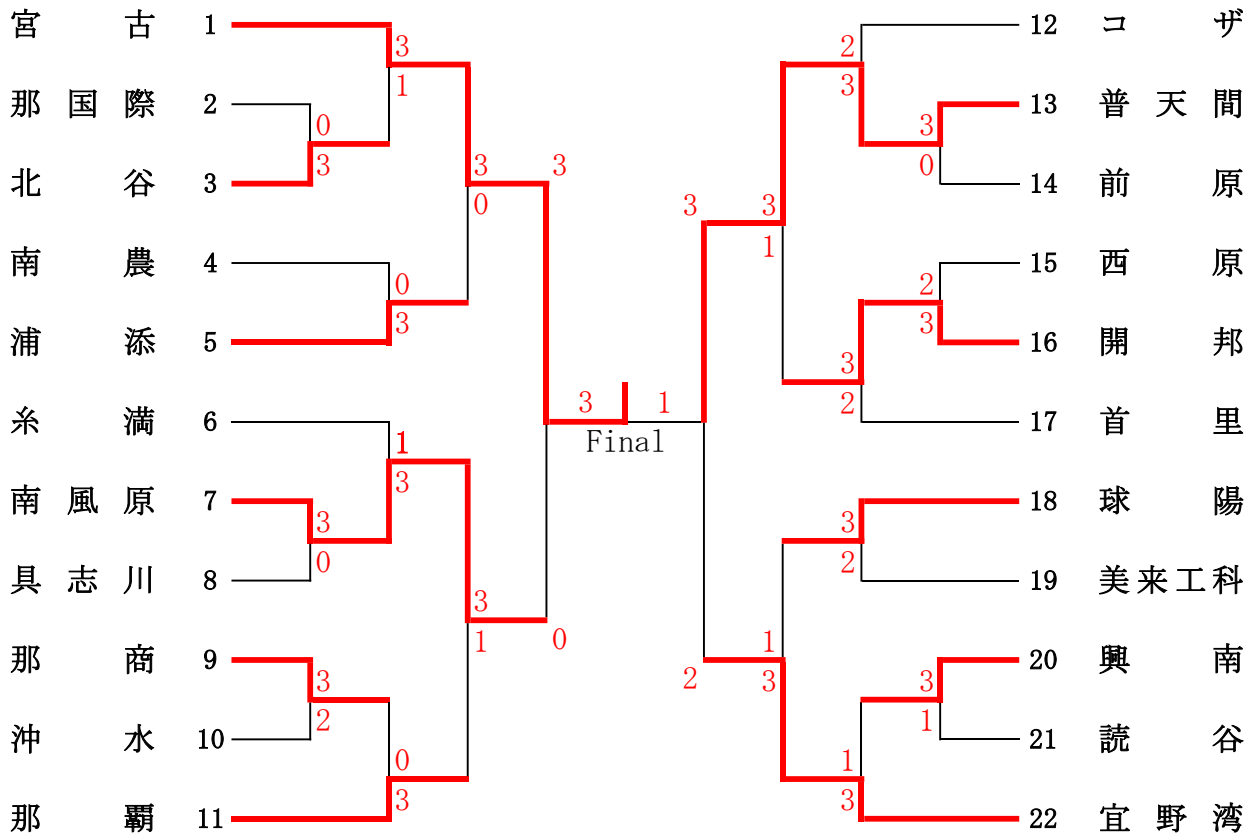 宮古 1 12 コザ
3 2
1 3
那国際 2 13 普天間
0 3
3 0
北谷 3 14 前原
3 3
0
3 3
1
南農 4 15 西原
0 2
3 3
浦添 5 16 開邦
3
2
3 1
Final
糸満 6 17 首里
1
3
南風原 7 18 球陽
3 3
0 2
具志川 8 19 美来工科
3
1 0
1
2 3
那商 9 20 興南
3 3
2 1
沖水 10 21 読谷
0 1
3 3
那覇 11 22 宜野湾